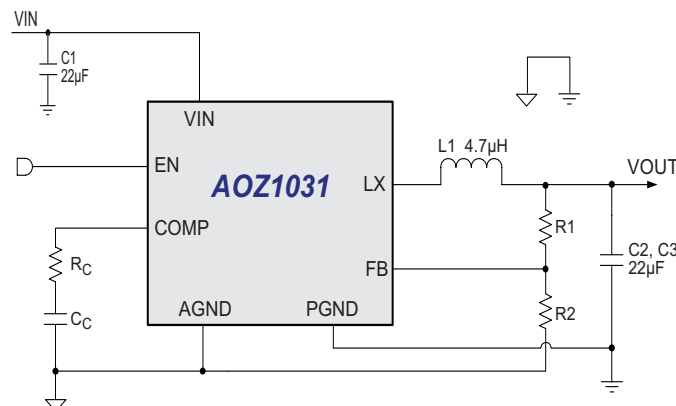 VIN
C1
22µF
VIN
L1 4.7µH
EN
AOZ1031
LX
VOUT
COMP
R1
C2, C3
22µF
RC
FB
CC
AGND
PGND
R2